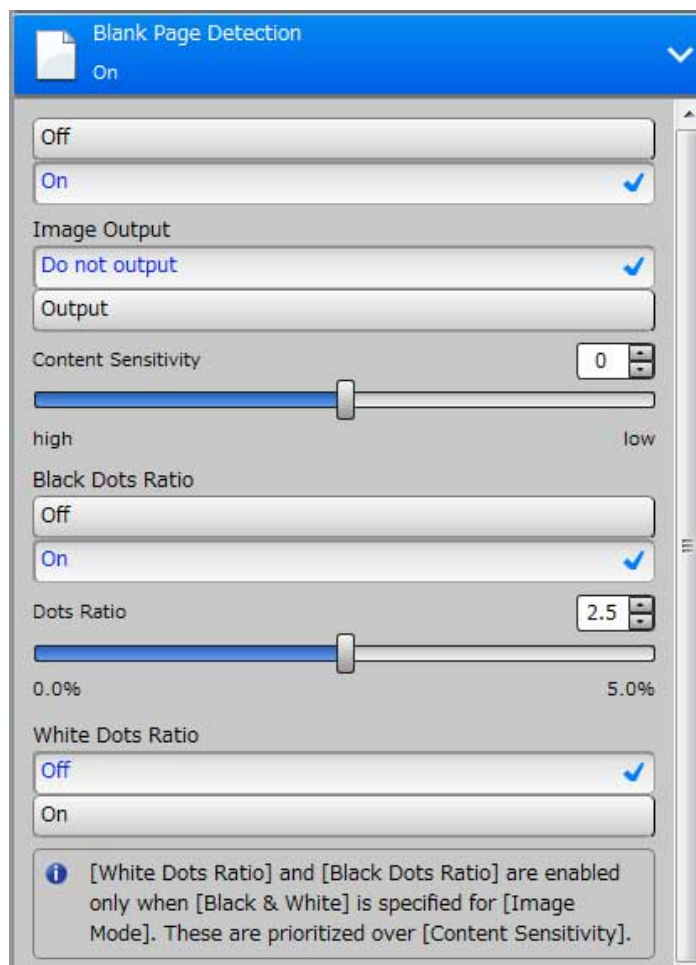 Blank Page Detection
On
Off
On
Image Output
Do not output
Output
Content Sensitivity
0
high
low
Black Dots Ratio
Off
On
Dots Ratio
2.5
0.0%
5.0%
White Dots Ratio
Off
On
[White Dots Ratio] and [Black Dots Ratio] are enabled
only when [Black & White] is specified for [Image
Mode]. These are prioritized over [Content Sensitivity].